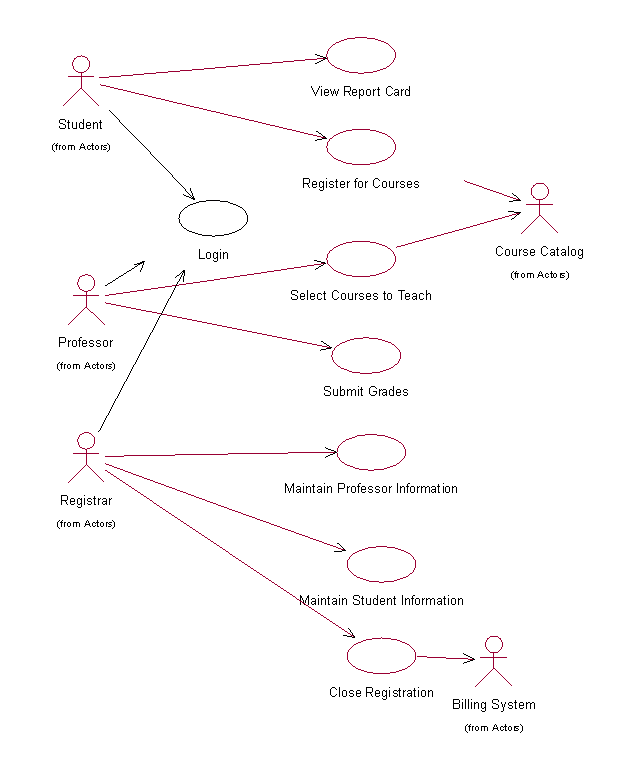 View Report Card
Student
(from Actors)
Register for Courses
Login
Course Catalog
(from Actors)
Select Courses to Teach
Professor
(from Actors)
Submit Grades
Maintain Professor Information
Registrar
(from Actors)
Maintain Student Information
Close Registration
Billing System
(from Actors)